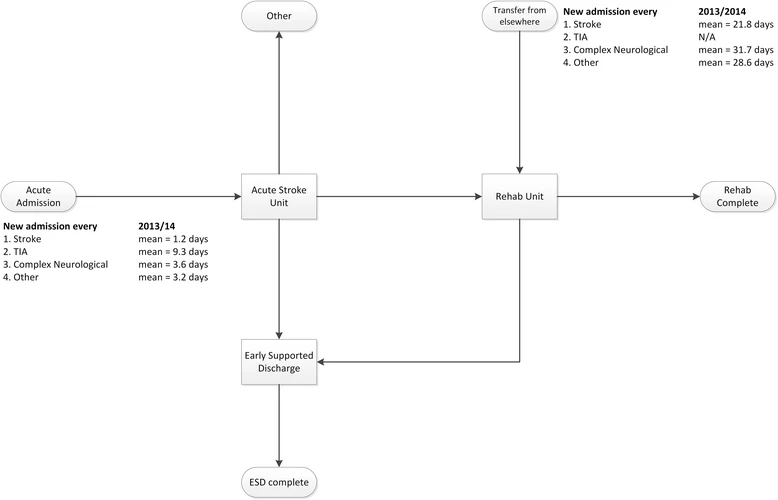 Other
Transfer from
elsewhere
New admission every 2013/2014
1. Stroke mean = 21.8 days
2. TIA N/A
3. Complex Neurological mean = 31.7 days
4. Other mean = 28.6 days
Acute
Admission
Acute Stroke
Unit
Rehab Unit
Rehab
Complete
New admission every 2013/14
1. Stroke mean = 1.2 days
2. TIA mean = 9.3 days
3. Complex Neurological mean = 3.6 days
4. Other mean = 3.2 days
Early Supported
Discharge
ESD complete